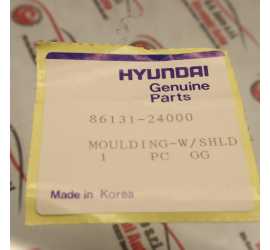 HYUNDAI
Genuine
Parts
86131-24000
MOULDING-W/SHLD
1 PC OG
Made in Korea